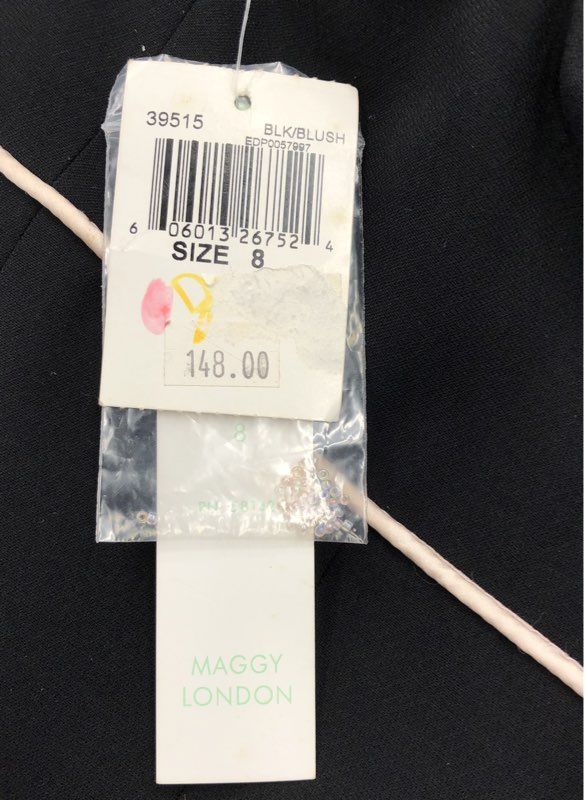 39515
BLK/BLUSH
EDP0057997
6 06013 26752 4
SIZE 8
148.00
8
MAGGY
LONDON